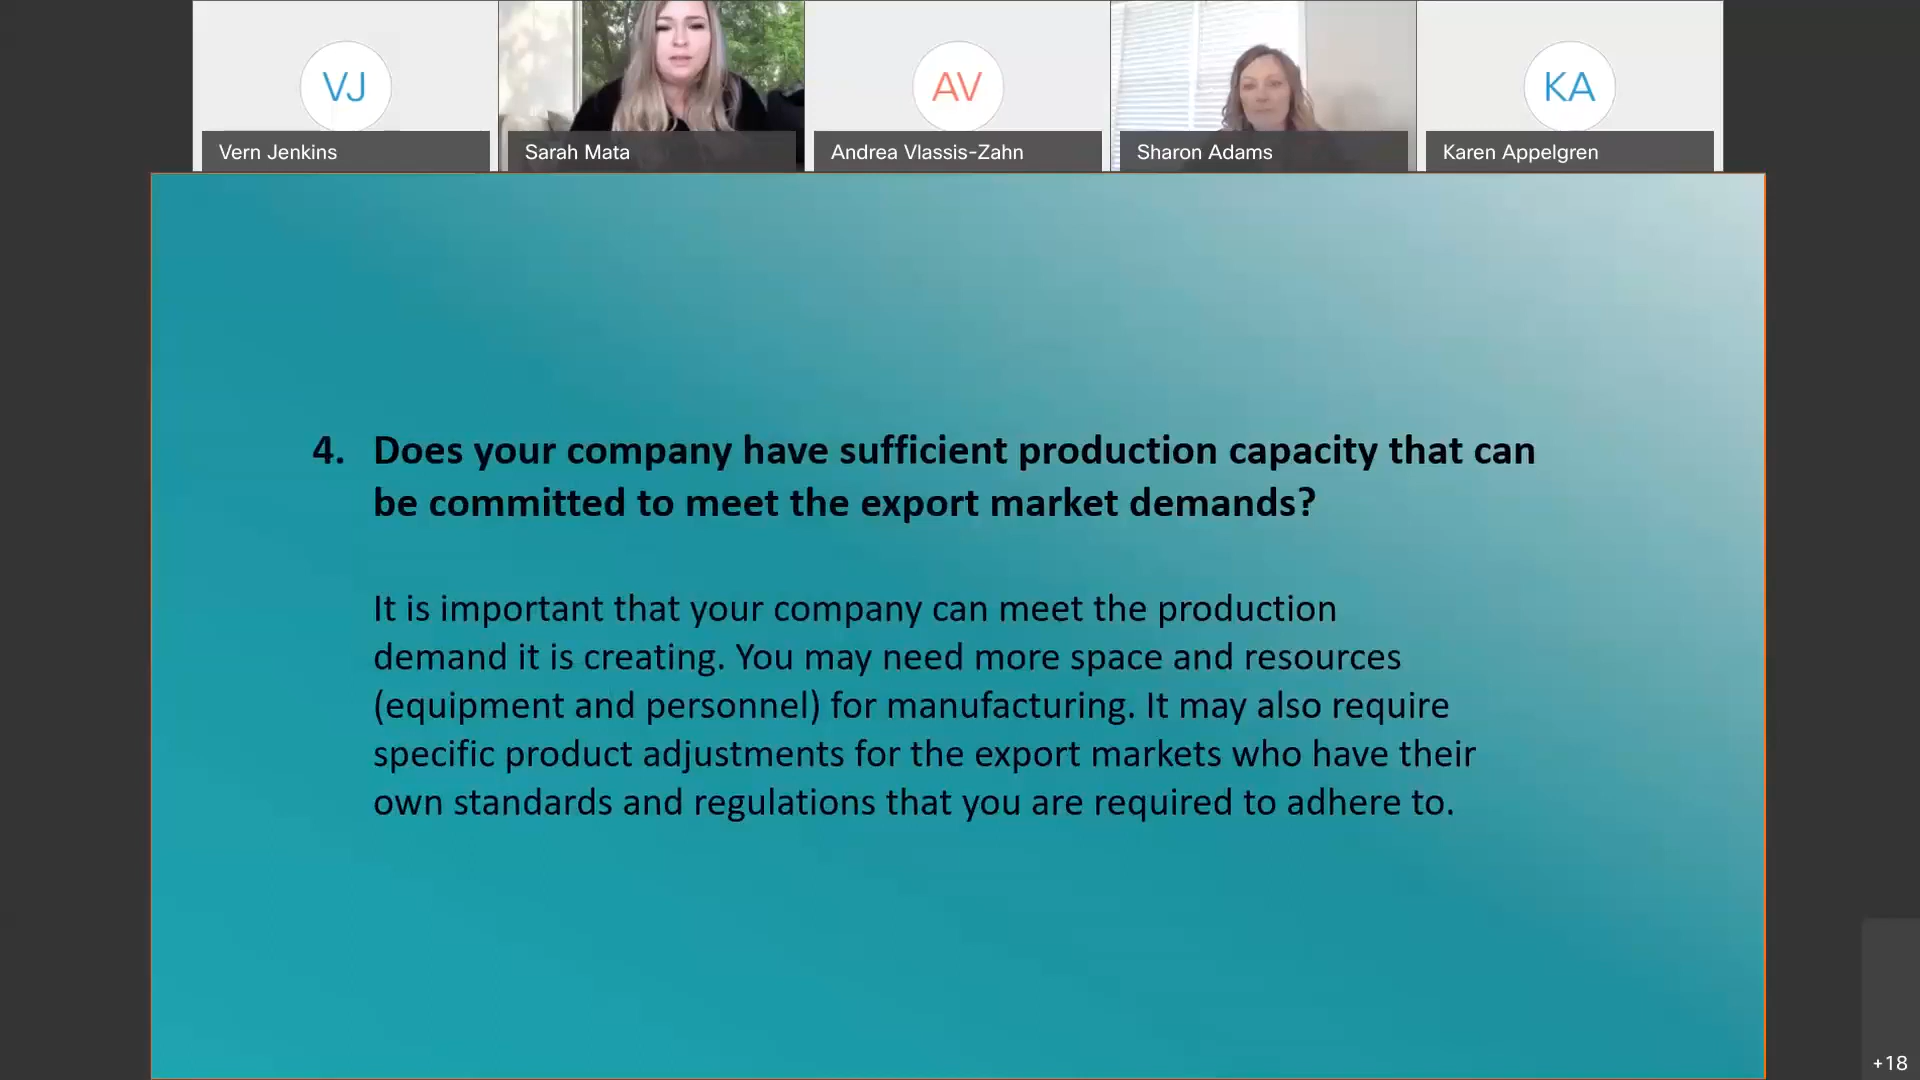 VJ
AV
KA
Vern Jenkins
Sarah Mata
Andrea Vlassis-Zahn
Sharon Adams
Karen Appelgren
4. Does your company have sufficient production capacity that can
be committed to meet the export market demands?
It is important that your company can meet the production
demand it is creating. You may need more space and resources
(equipment and personnel) for manufacturing. It may also require
specific product adjustments for the export markets who have their
own standards and regulations that you are required to adhere to.
+18